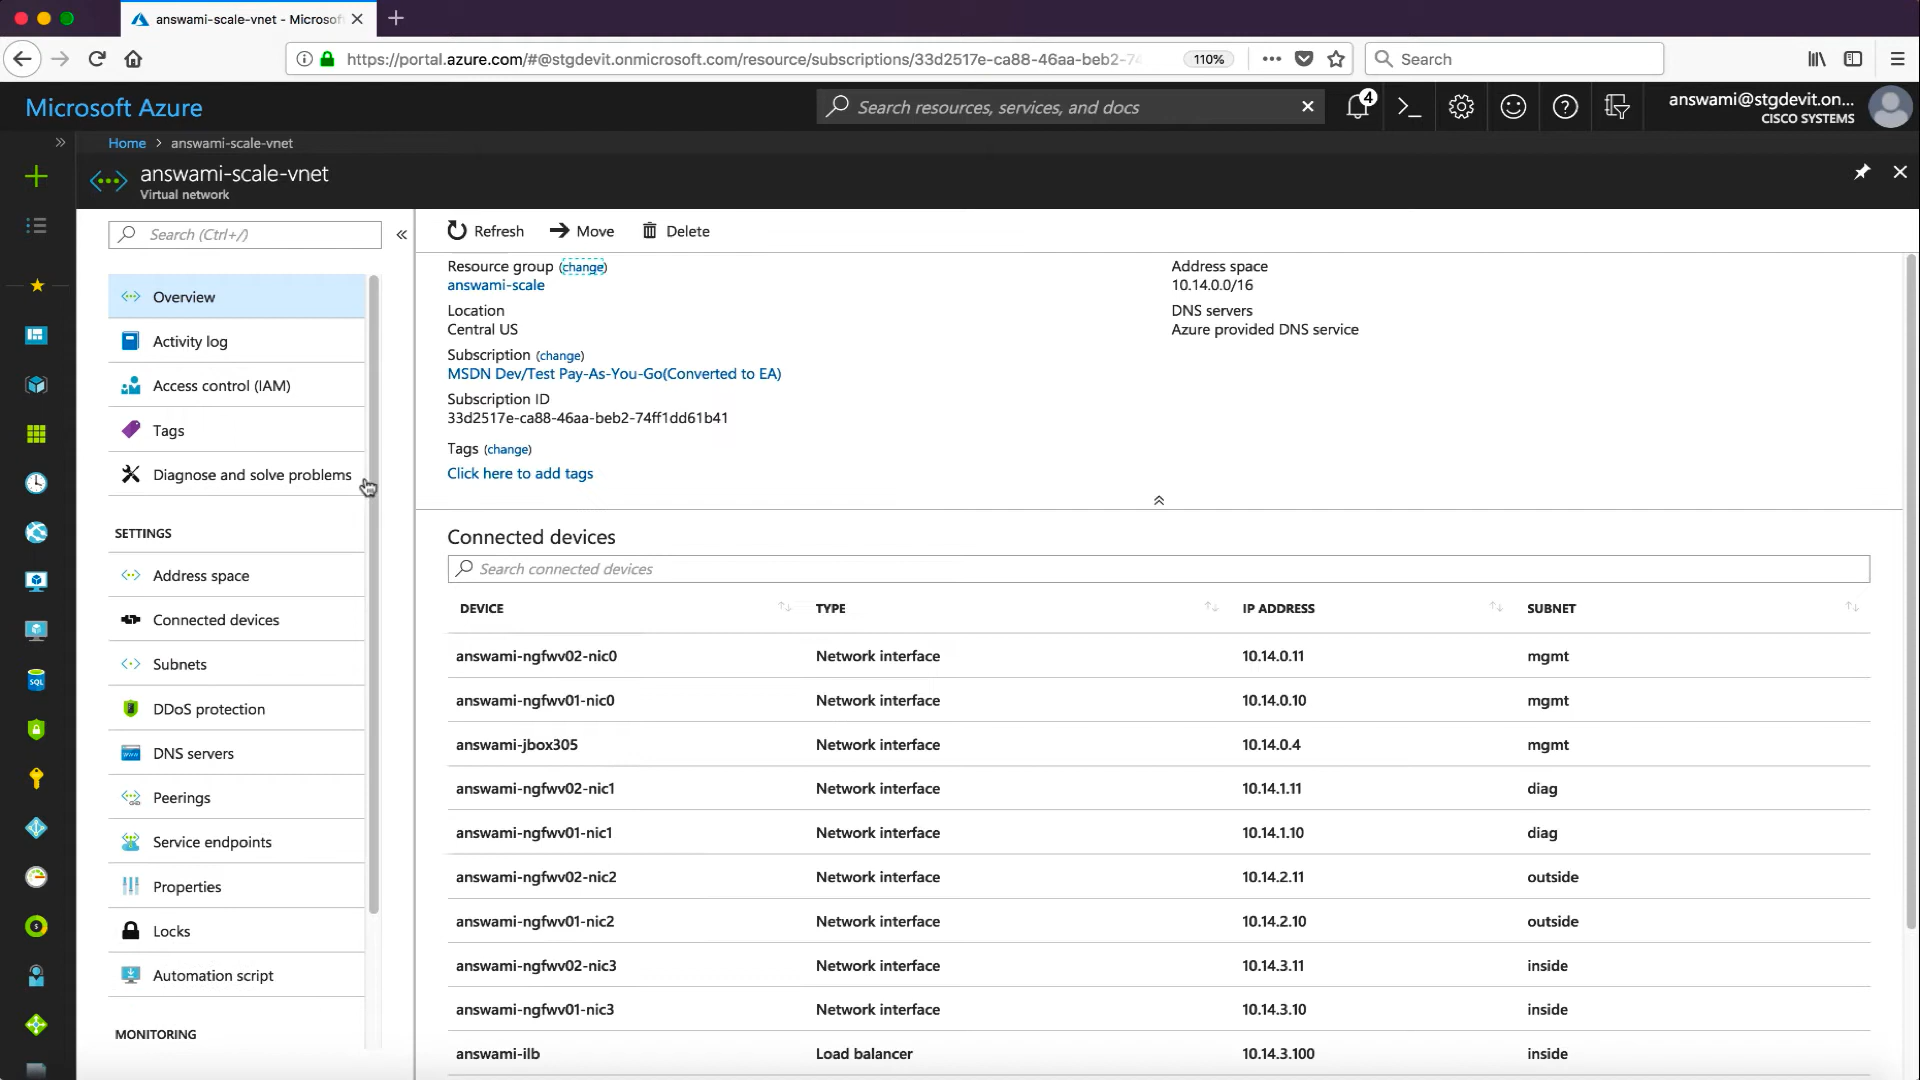 answami-scale-vnet - Microsof
https://portal.azure.com/#@stgdevit.onmicrosoft.com/resource/subscriptions/33d2517e-ca88-46aa-beb2-74
110%
Search
Microsoft Azure
Search resources, services, and docs
4
answami@stgdevit.on...
CISCO SYSTEMS
Home > answami-scale-vnet
answami-scale-vnet
Virtual network
Search (Ctrl+/)
Overview
Activity log
Access control (IAM)
Tags
Diagnose and solve problems
SETTINGS
Address space
Connected devices
Subnets
DDoS protection
DNS servers
Peerings
Service endpoints
Properties
Locks
Automation script
MONITORING
SQL
Refresh Move Delete
Resource group (change)
answami-scale
Location
Central US
Subscription (change)
MSDN Dev/Test Pay-As-You-Go(Converted to EA)
Subscription ID
33d2517e-ca88-46aa-beb2-74ff1dd61b41
Tags (change)
Click here to add tags
Address space
10.14.0.0/16
DNS servers
Azure provided DNS service
Connected devices
Search connected devices
DEVICE TYPE IP ADDRESS SUBNET
answami-ngfwv02-nic0 Network interface 10.14.0.11 mgmt
answami-ngfwv01-nic0 Network interface 10.14.0.10 mgmt
answami-jbox305 Network interface 10.14.0.4 mgmt
answami-ngfwv02-nic1 Network interface 10.14.1.11 diag
answami-ngfwv01-nic1 Network interface 10.14.1.10 diag
answami-ngfwv02-nic2 Network interface 10.14.2.11 outside
answami-ngfwv01-nic2 Network interface 10.14.2.10 outside
answami-ngfwv02-nic3 Network interface 10.14.3.11 inside
answami-ngfwv01-nic3 Network interface 10.14.3.10 inside
answami-ilb Load balancer 10.14.3.100 inside